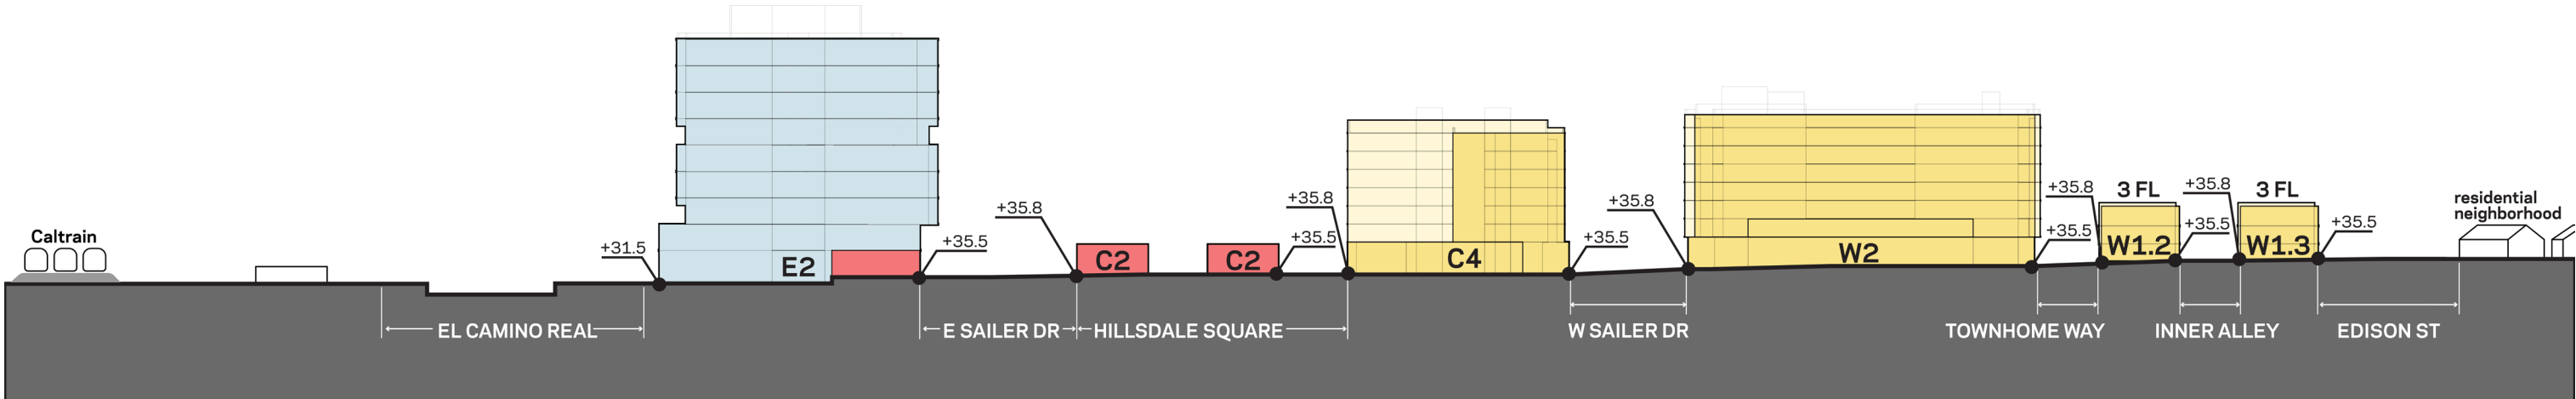 Caltrain
+31.5
E2
+35.5
+35.8
C2
C2
+35.8
+35.5
C4
+35.5
+35.8
W2
+35.8
+35.5
3 FL
W1.2
+35.8
+35.5
3 FL
W1.3
+35.5
residential
neighborhood
EL CAMINO REAL
E SAILER DR
HILLSDALE SQUARE
W SAILER DR
TOWNHOME WAY
INNER ALLEY
EDISON ST